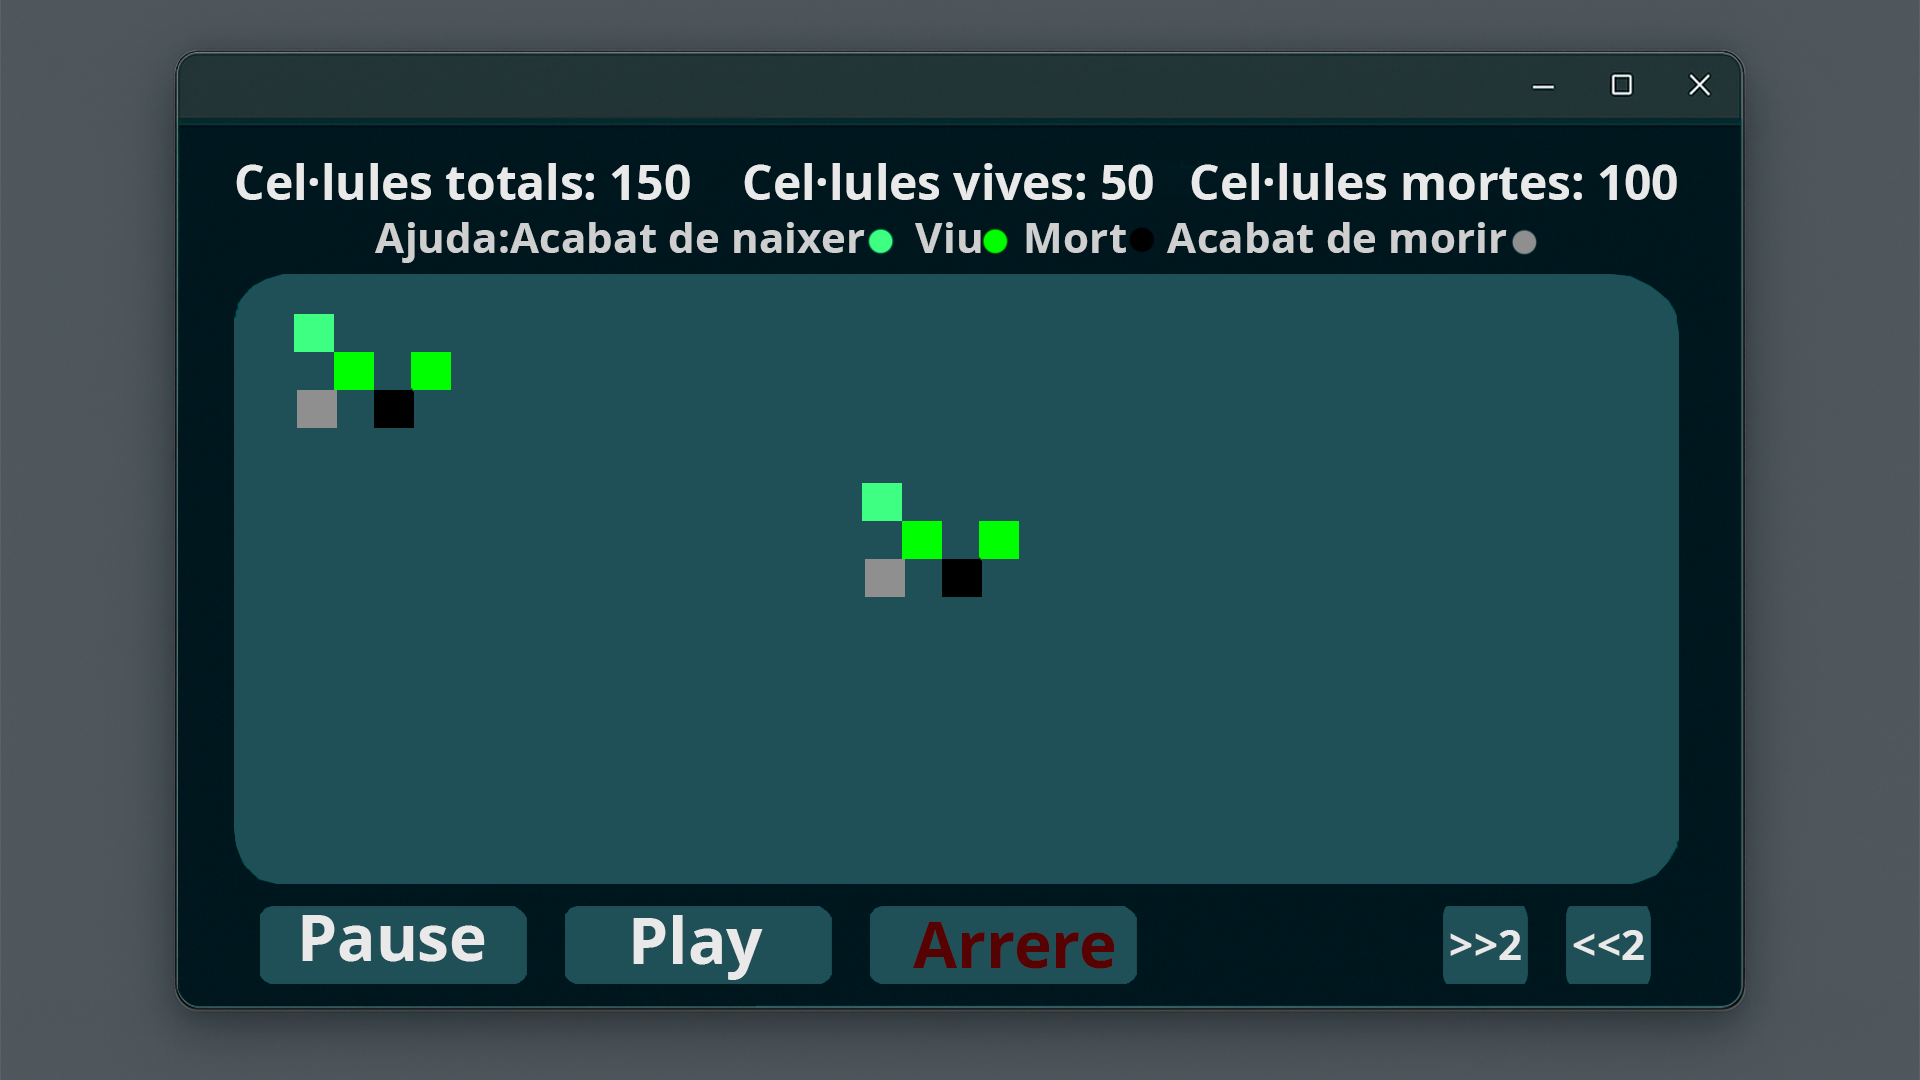 Cel·lules totals: 150 Cel·lules vives: 50 Cel·lules mortes: 100
Ajuda:Acabat de naixer Viu Mort Acabat de morir
Pause Play Arrere >>2 <<2